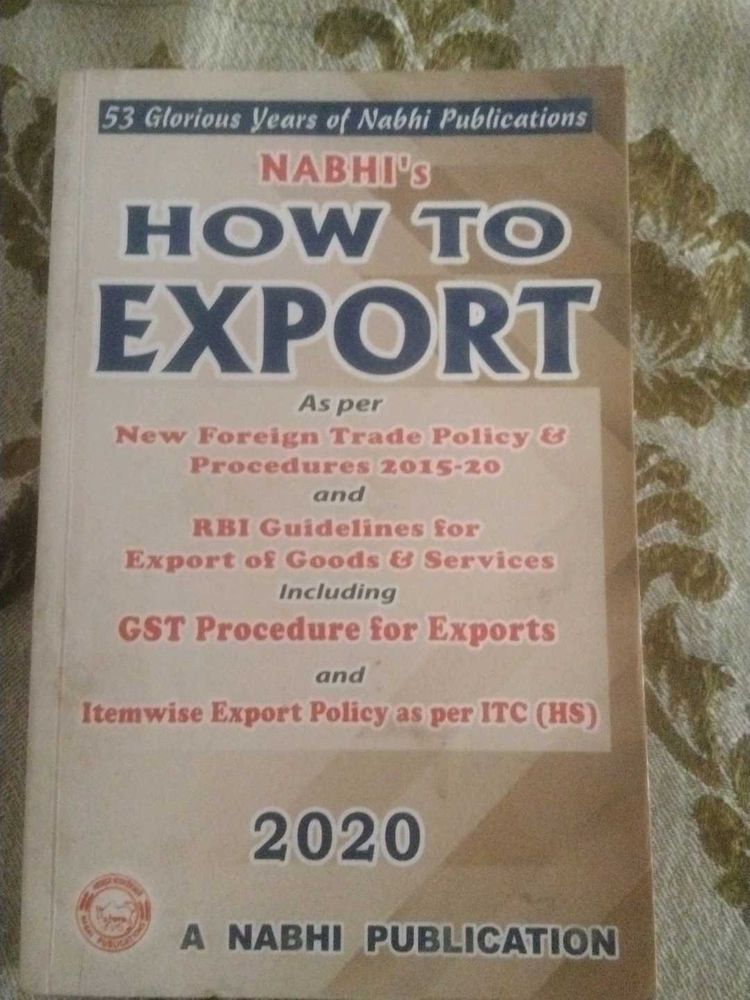 53 Glorious Years of Nabhi Publications
NABHI's
HOW TO
EXPORT
As per
New Foreign Trade Policy &
Procedures 2015-20
and
RBI Guidelines for
Export of Goods & Services
Including
GST Procedure for Exports
and
Itemwise Export Policy as per ITC (HS)
2020
NABHI PUBLICATIONS
A NABHI PUBLICATION